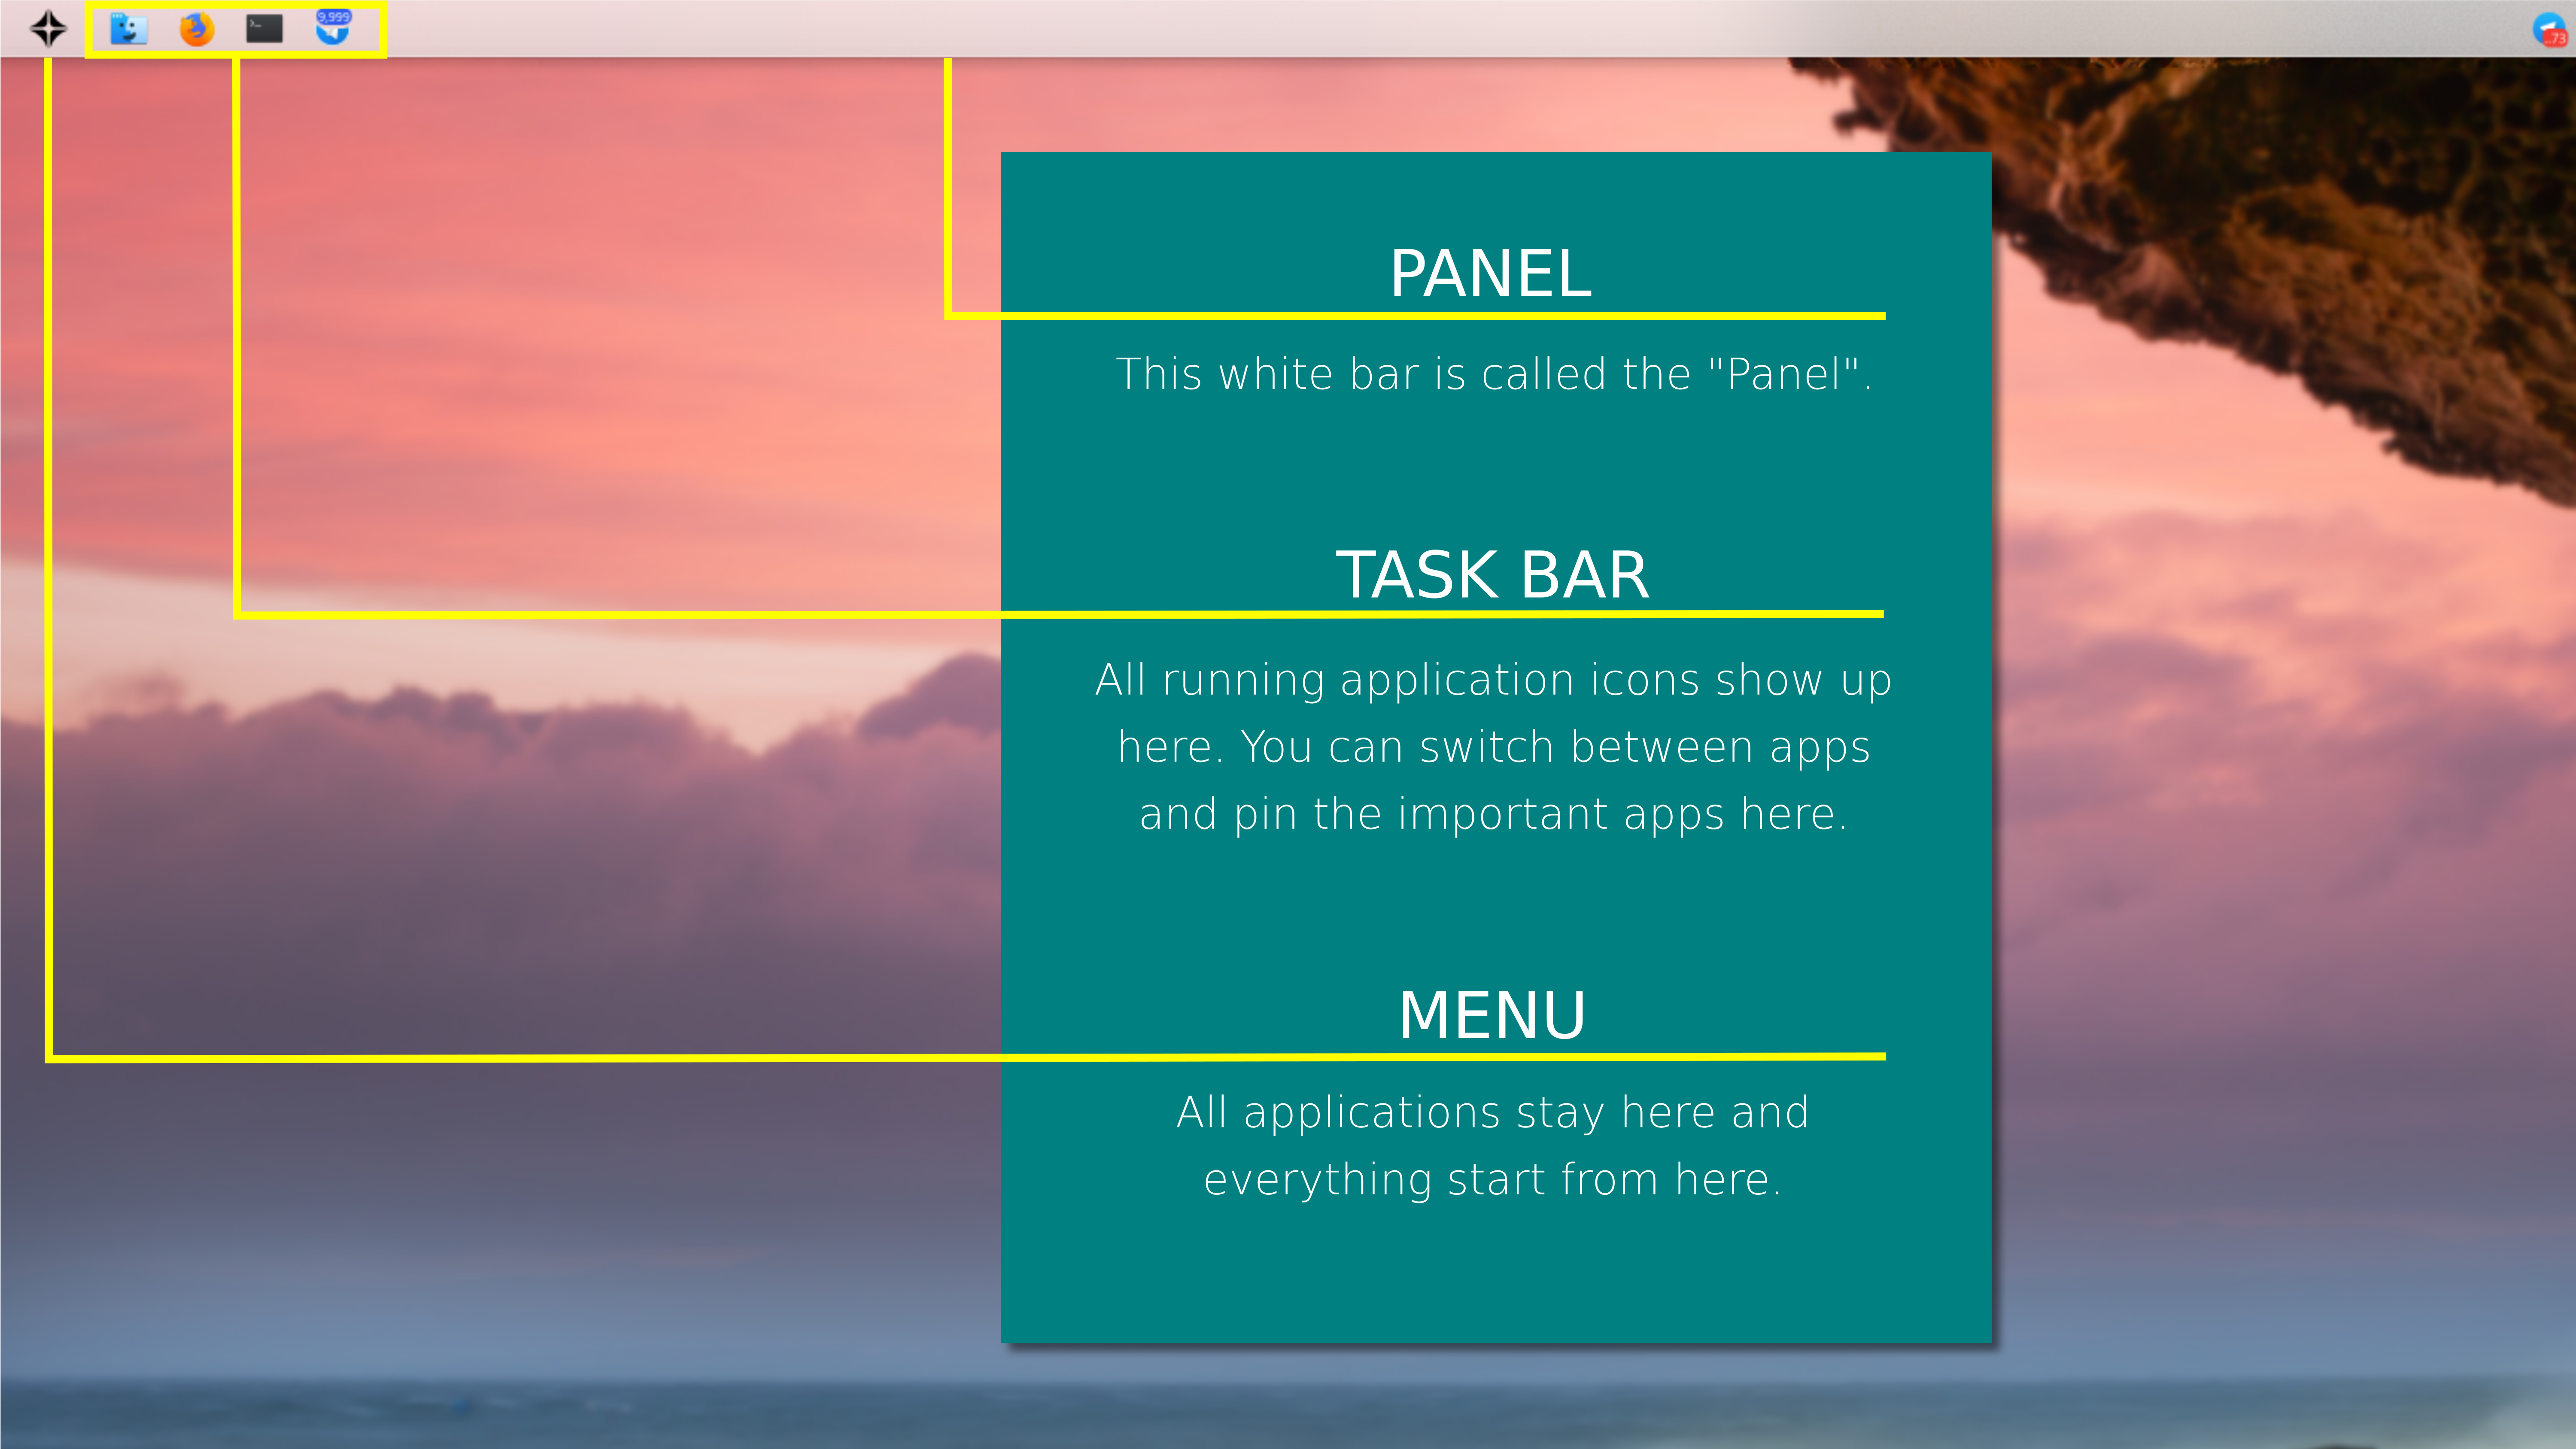 9,999
..73
PANEL
This white bar is called the "Panel".
TASK BAR
All running application icons show up
here. You can switch between apps
and pin the important apps here.
MENU
All applications stay here and
everything start from here.